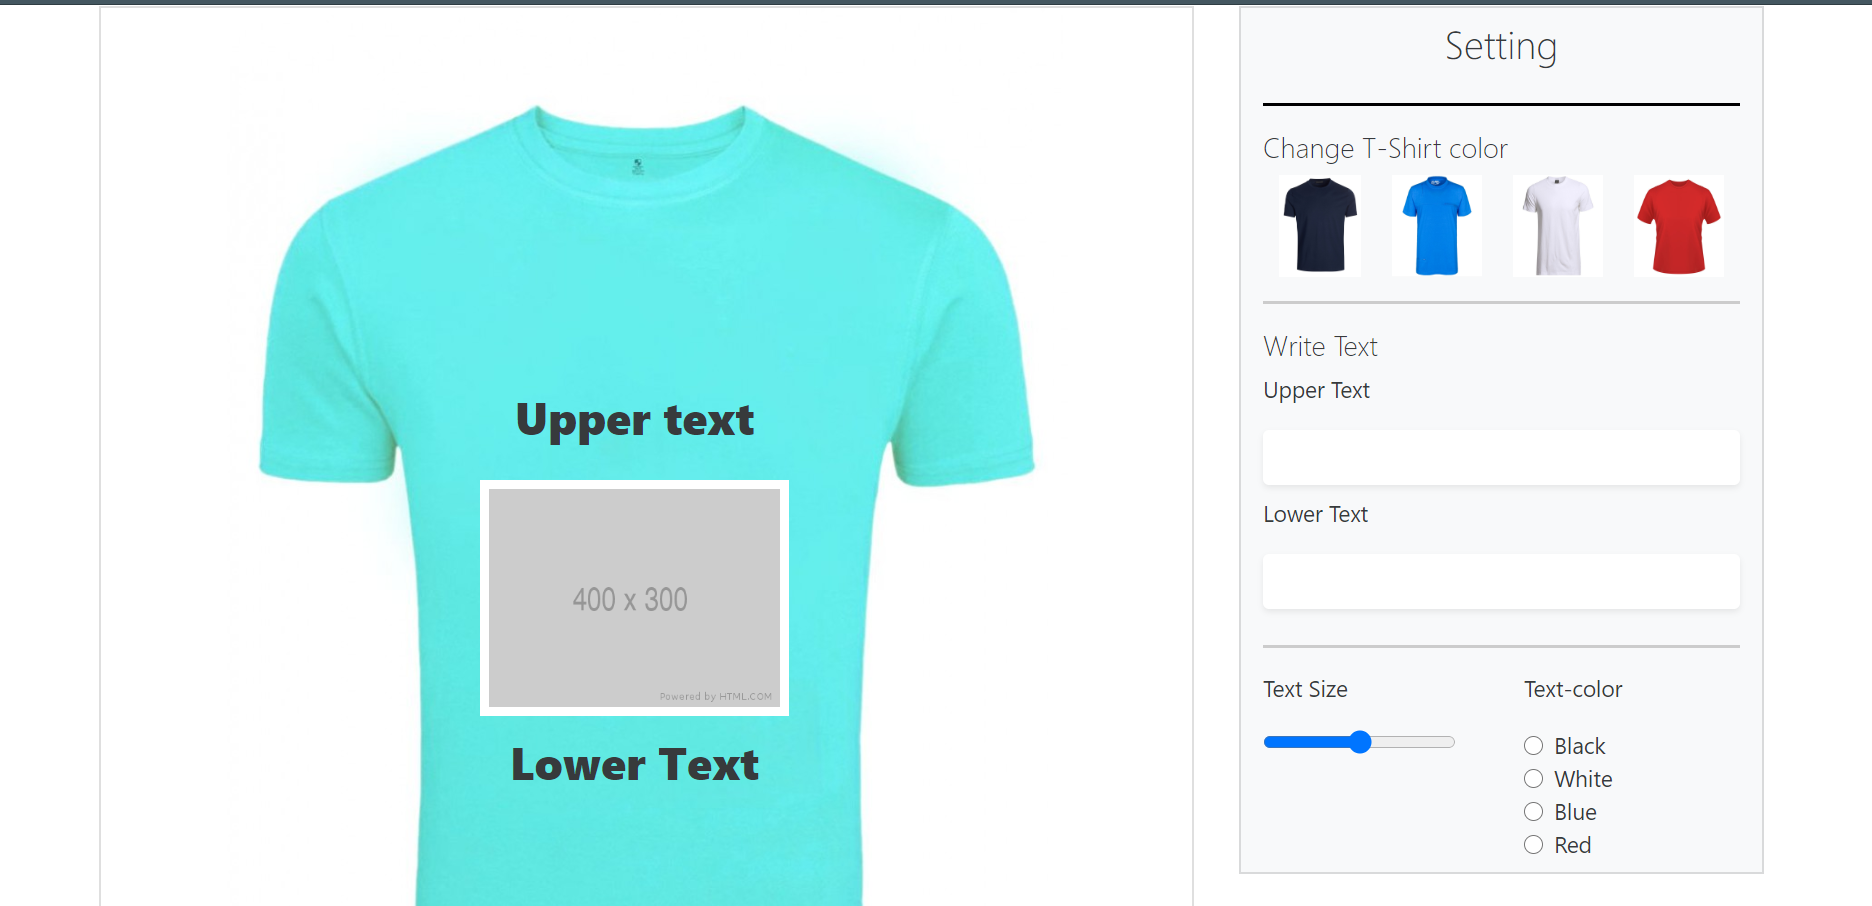 Setting
Change T-Shirt color
Write Text
Upper Text
Lower Text
Text Size
Text-color
Black
White
Blue
Red
Upper text
400 x 300
Powered by HTML.COM
Lower Text